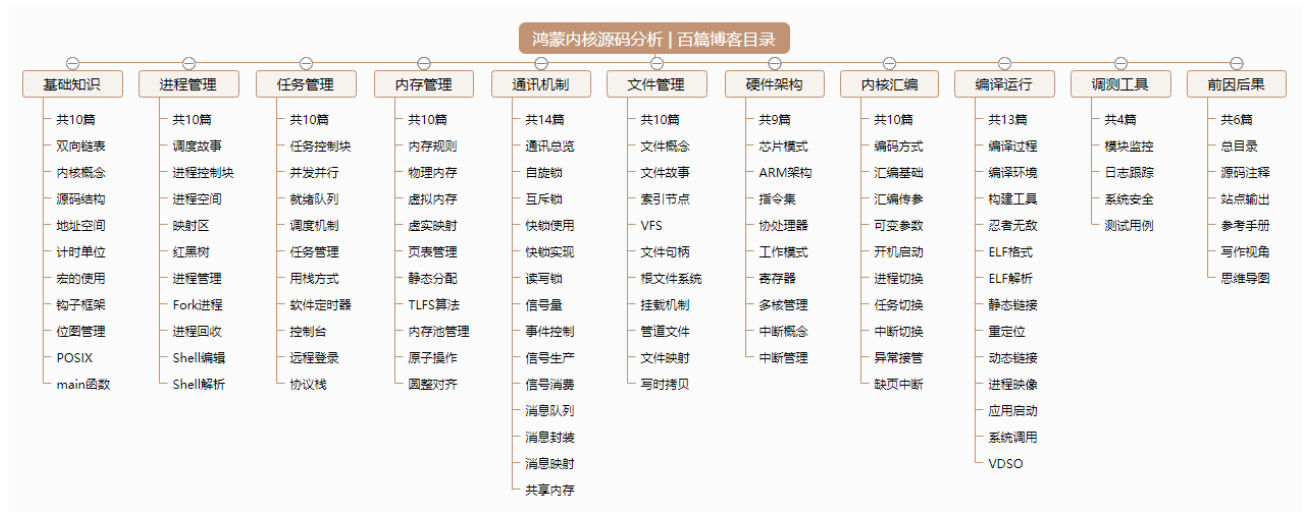 鸿蒙内核源码分析 | 百篇博客目录
基础知识
共10篇
双向链表
内核概念
源码结构
地址空间
计时单位
宏的使用
钩子框架
位图管理
POSIX
main函数
进程管理
共10篇
调度故事
进程控制块
进程空间
映射区
红黑树
进程管理
Fork进程
进程回收
Shell编辑
Shell解析
任务管理
共10篇
任务控制块
并发并行
就绪队列
调度机制
任务管理
用栈方式
软件定时器
控制台
远程登录
协议栈
内存管理
共10篇
内存规则
物理内存
虚拟内存
虚实映射
页表管理
静态分配
TLFS算法
内存池管理
原子操作
圆整对齐
通讯机制
共14篇
通讯总览
自旋锁
互斥锁
快锁使用
快锁实现
读写锁
信号量
事件控制
信号生产
信号消费
消息队列
消息封装
消息映射
共享内存
文件管理
共10篇
文件概念
文件故事
索引节点
VFS
文件句柄
根文件系统
挂载机制
管道文件
文件映射
写时拷贝
硬件架构
共9篇
芯片模式
ARM架构
指令集
协处理器
工作模式
寄存器
多核管理
中断概念
中断管理
内核汇编
共10篇
编码方式
汇编基础
汇编传参
可变参数
开机启动
进程切换
任务切换
中断切换
异常接管
缺页中断
编译运行
共13篇
编译过程
编译环境
构建工具
忍者无敌
ELF格式
ELF解析
静态链接
重定位
动态链接
进程映像
应用启动
系统调用
VDSO
调测工具
共4篇
模块监控
日志跟踪
系统安全
测试用例
前因后果
共6篇
总目录
源码注释
站点输出
参考手册
写作视角
思维导图